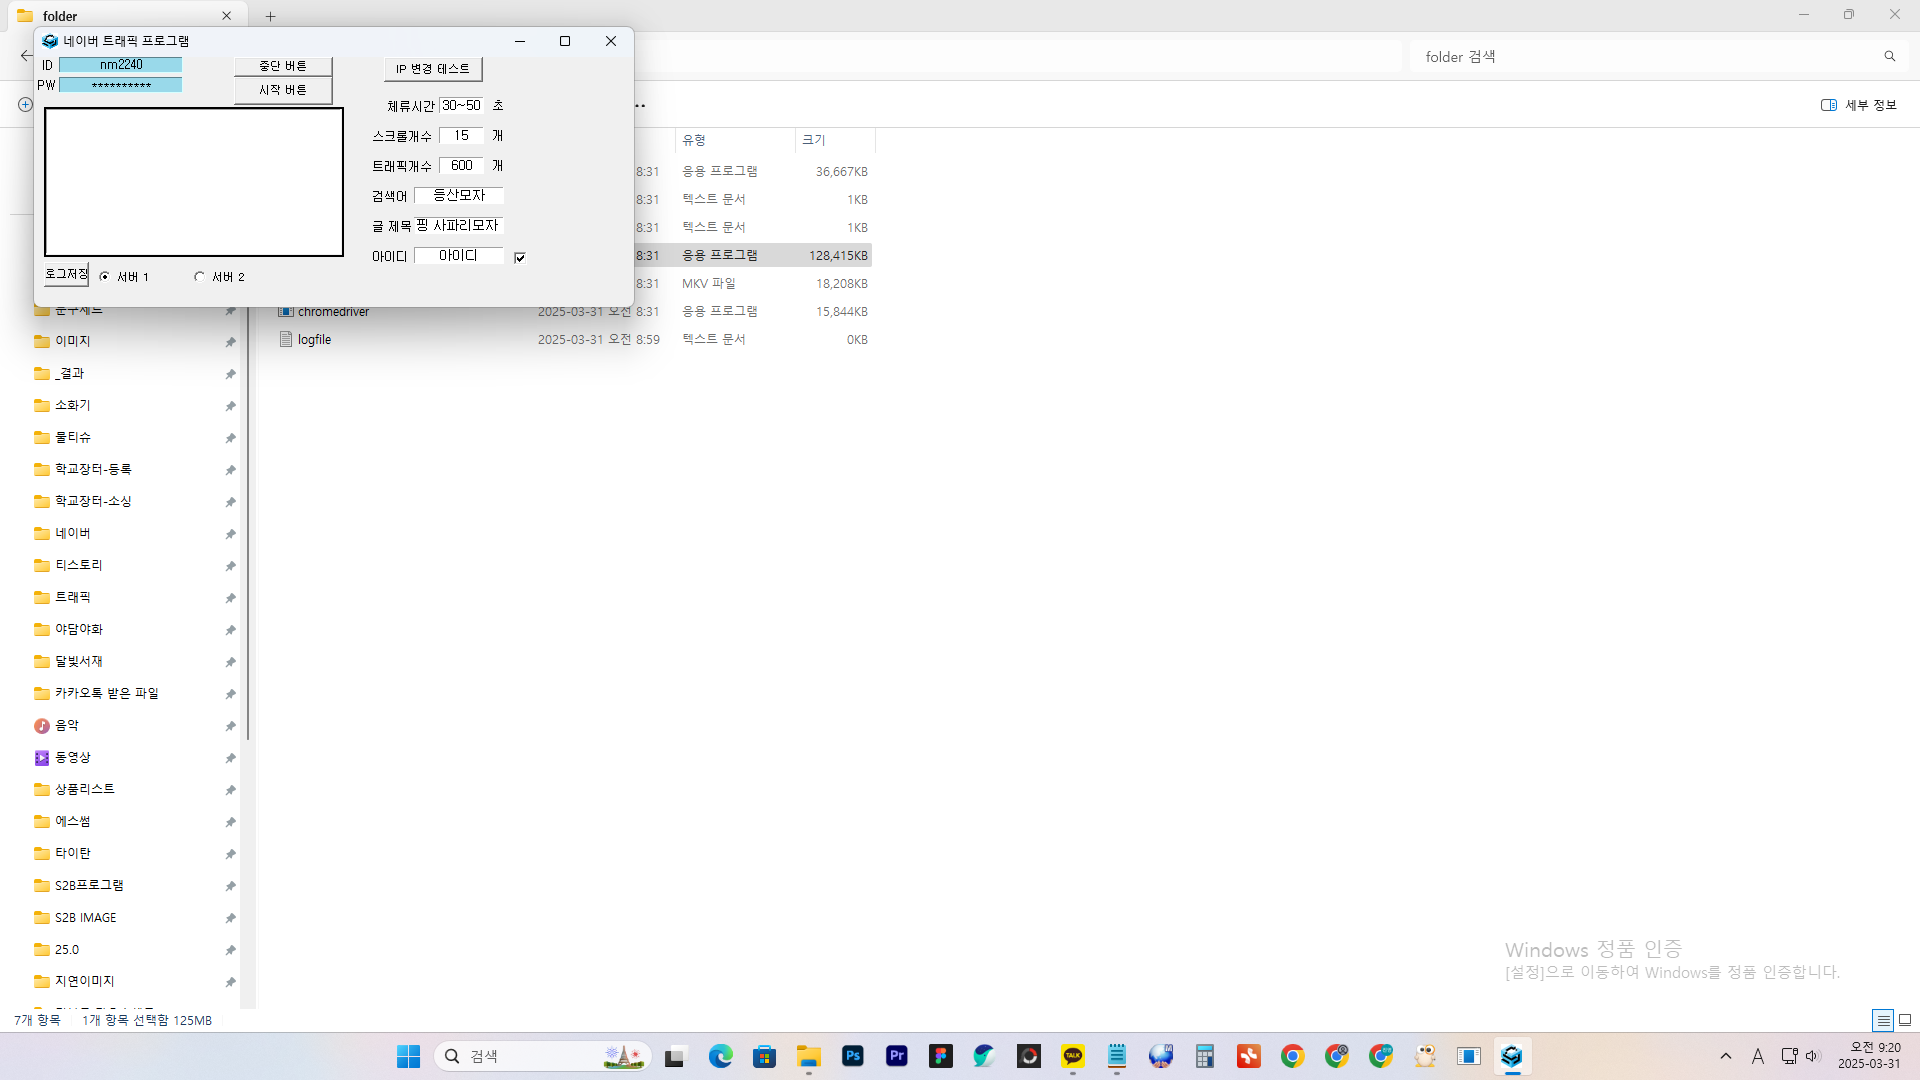 folder
네이버 트래픽 프로그램
ID nm2240
PW **********
중단 버튼
시작 버튼
IP 변경 테스트
체류시간 30~50 초
스크롤개수 15 개
트래픽개수 600 개
검색어 등산모자
글 제목 핑 사파리모자
아이디 아이디
로그저장 서버 1 서버 2
folder 검색
세부 정보
유형 크기
8:31 응용 프로그램 36,667KB
8:31 텍스트 문서 1KB
8:31 텍스트 문서 1KB
8:31 응용 프로그램 128,415KB
8:31 MKV 파일 18,208KB
chromedriver 2025-03-31 오전 8:31 응용 프로그램 15,844KB
logfile 2025-03-31 오전 8:59 텍스트 문서 0KB
이미지
_결과
소화기
물티슈
학교장터-등록
학교장터-소싱
네이버
티스토리
트래픽
야담야화
달빛서재
카카오톡 받은 파일
음악
동영상
상품리스트
에스썸
타이탄
S2B프로그램
S2B IMAGE
25.0
지연이미지
7개 항목 1개 항목 선택함 125MB
Windows 정품 인증
[설정]으로 이동하여 Windows를 정품 인증합니다.
검색
Ps
Pr
TALK
A
오전 9:20
2025-03-31